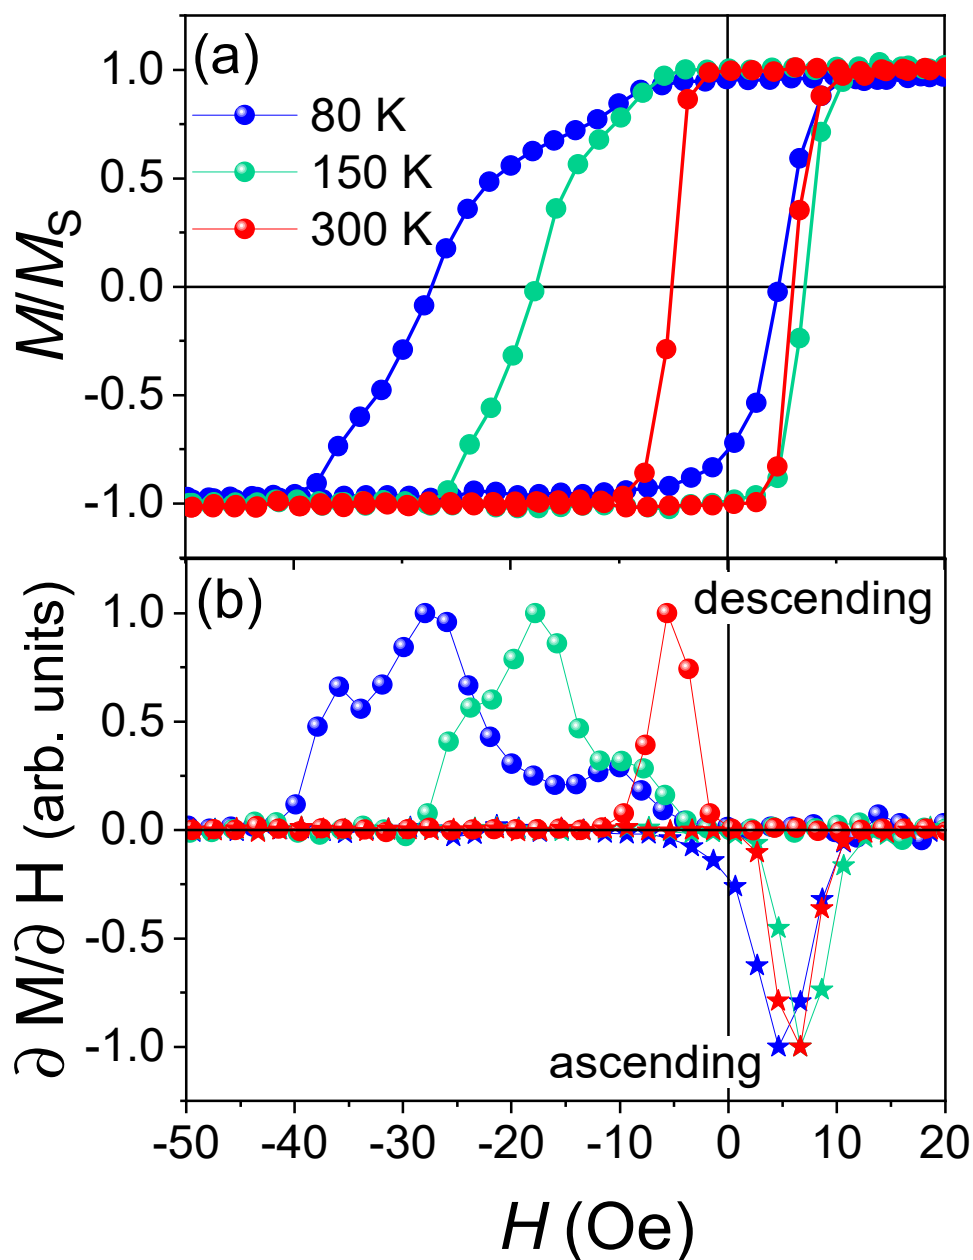 (a)
80 K
150 K
300 K
M/MS
1.0
0.5
0.0
-0.5
-1.0
(b)
descending
ascending
∂ M/∂ H (arb. units)
1.0
0.5
0.0
-0.5
-1.0
-50 -40 -30 -20 -10 0 10 20
H (Oe)